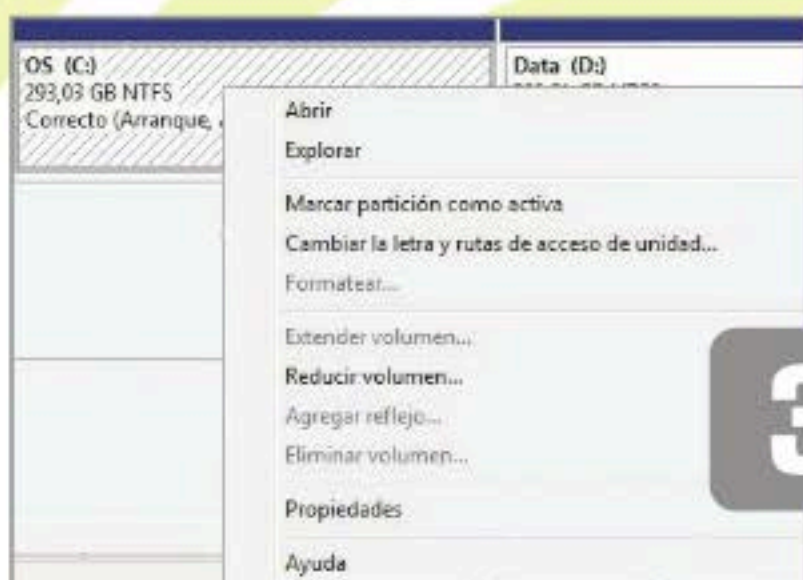 OS (C:)
293,03 GB NTFS
Correcto (Arranque,
Data (D:)
Abrir
Explorar
Marcar partición como activa
Cambiar la letra y rutas de acceso de unidad...
Formatear...
Extender volumen...
Reducir volumen...
Agregar reflejo...
Eliminar volumen...
Propiedades
Ayuda
3